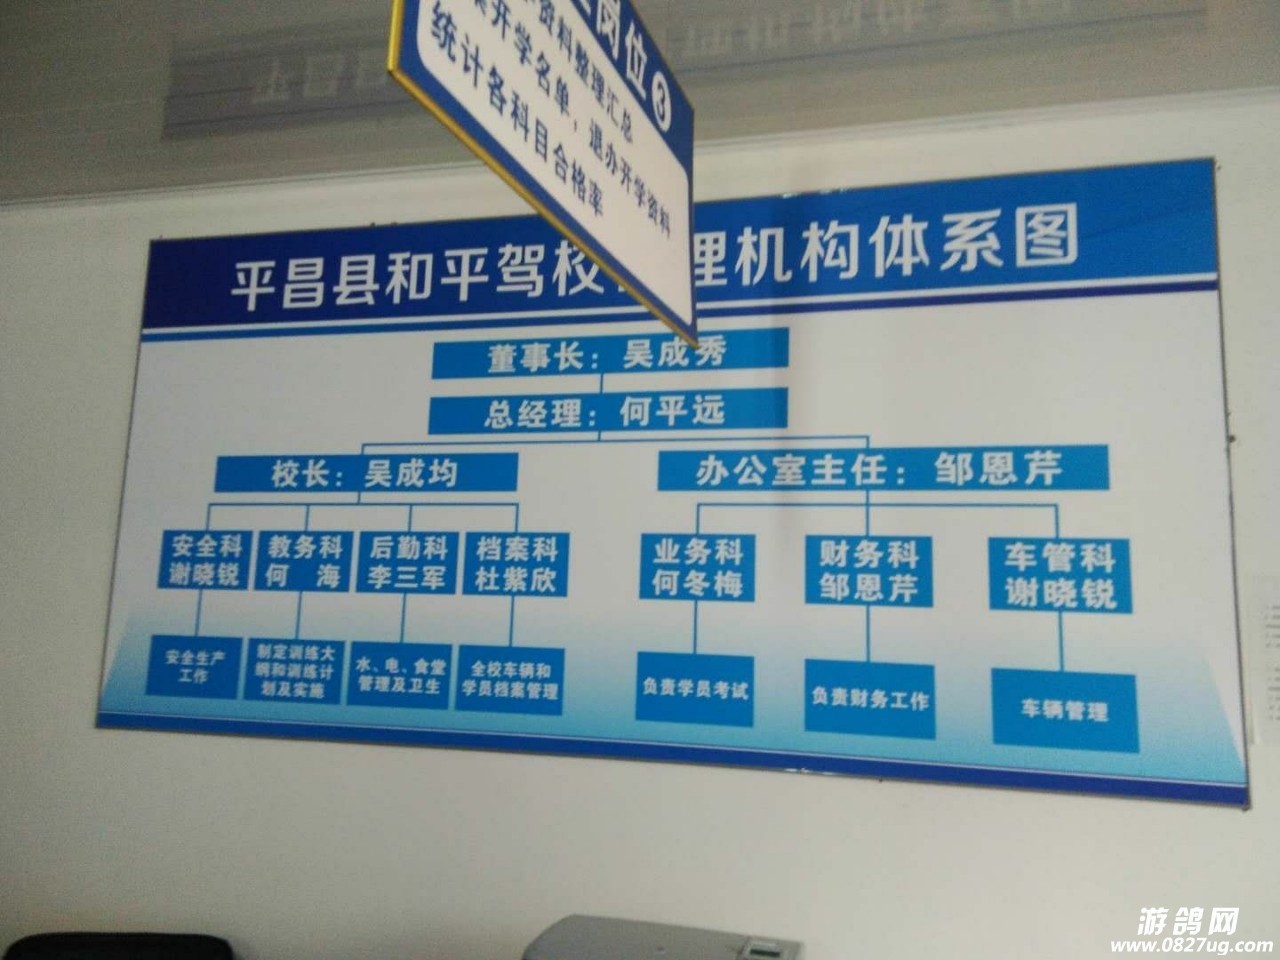 岗位③
资料整理汇总
开学名单，退办开学资料
统计各科目合格率
平昌县和平驾校 理机构体系图
董事长：吴成秀
总经理：何平远
校长：吴成均
办公室主任：邹恩芹
安全科
谢晓锐
教务科
何 海
后勤科
李三军
档案科
杜紫欣
业务科
何冬梅
财务科
邹恩芹
车管科
谢晓锐
安全生产
工作
制定训练大
纲和训练计
划及实施
水、电、食堂
管理及卫生
全校车辆和
学员档案管理
负责学员考试
负责财务工作
车辆管理
游鸽网
www.0827ug.com